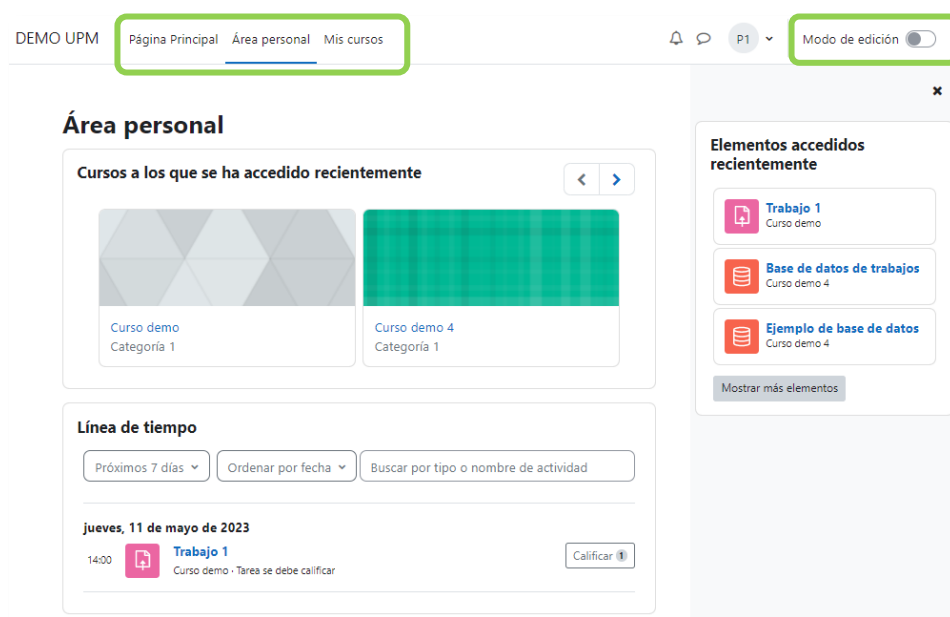 DEMO UPM
Página Principal Área personal Mis cursos
P1
Modo de edición
Área personal
Cursos a los que se ha accedido recientemente
Curso demo
Categoría 1
Curso demo 4
Categoría 1
Línea de tiempo
Próximos 7 días
Ordenar por fecha
Buscar por tipo o nombre de actividad
jueves, 11 de mayo de 2023
14:00
Trabajo 1
Curso demo · Tarea se debe calificar
Calificar 1
Elementos accedidos
recientemente
Trabajo 1
Curso demo
Base de datos de trabajos
Curso demo 4
Ejemplo de base de datos
Curso demo 4
Mostrar más elementos